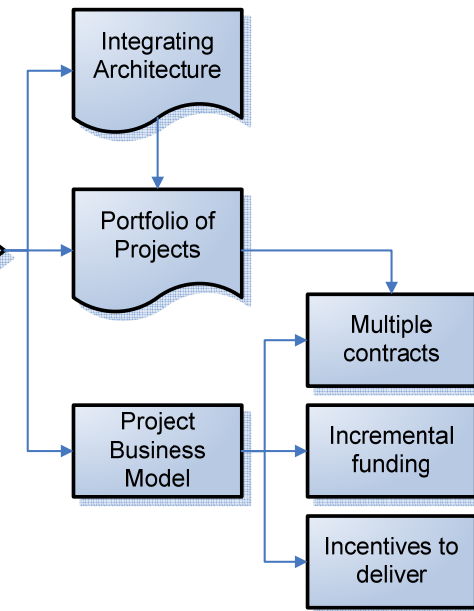 Integrating
Architecture
Portfolio of
Projects
Multiple
contracts
Project
Business
Model
Incremental
funding
Incentives to
deliver